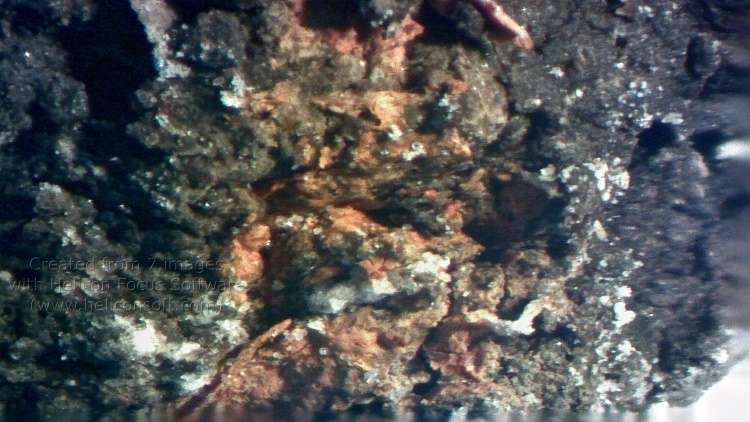 Created from 7 images
with Helicon Focus Software
(www.heliconsoft.com)